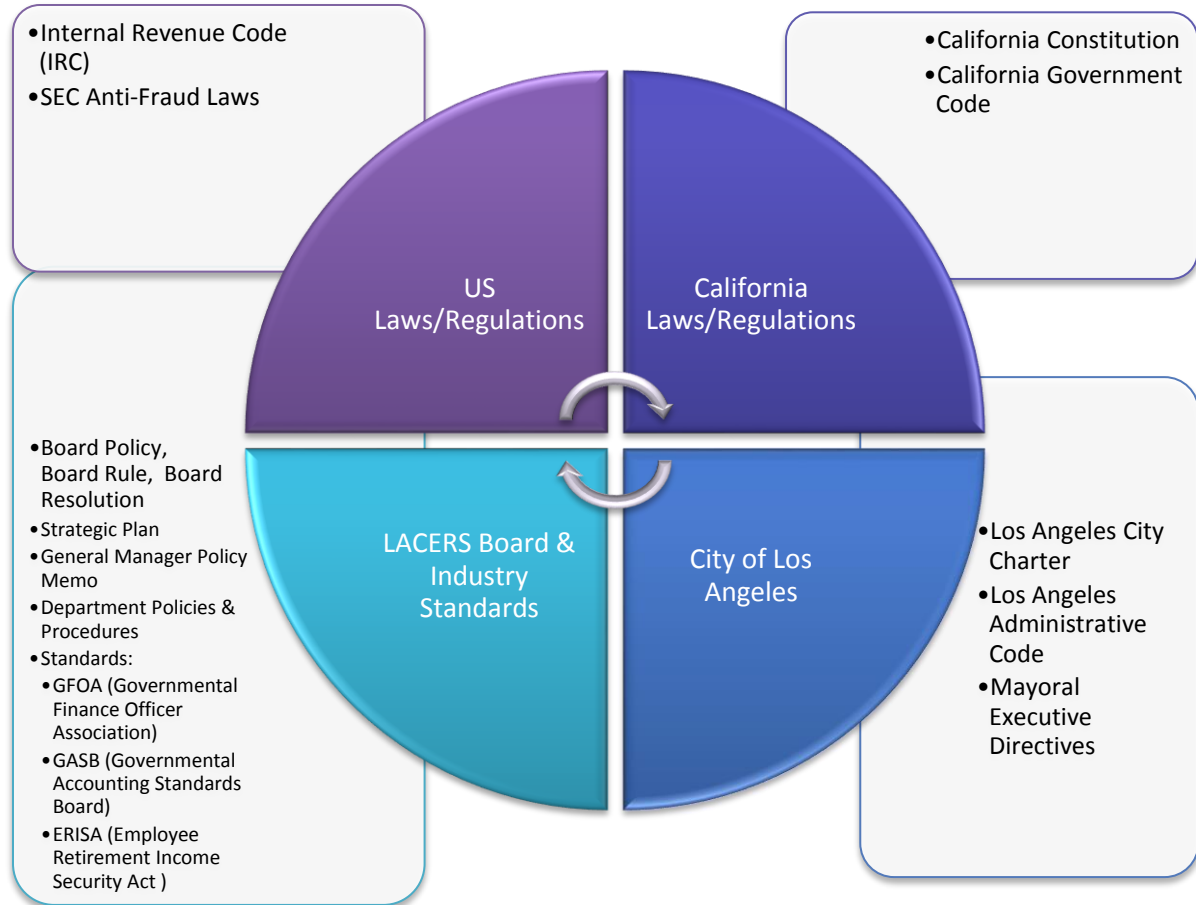 •Internal Revenue Code
(IRC)
•SEC Anti-Fraud Laws
•California Constitution
•California Government
Code
US
Laws/Regulations
California
Laws/Regulations
•Board Policy,
Board Rule, Board
Resolution
•Strategic Plan
•General Manager Policy
Memo
•Department Policies &
Procedures
•Standards:
•GFOA (Governmental
Finance Officer
Association)
•GASB (Governmental
Accounting Standards
Board)
•ERISA (Employee
Retirement Income
Security Act )
LACERS Board &
Industry
Standards
City of Los
Angeles
•Los Angeles City
Charter
•Los Angeles
Administrative
Code
•Mayoral
Executive
Directives